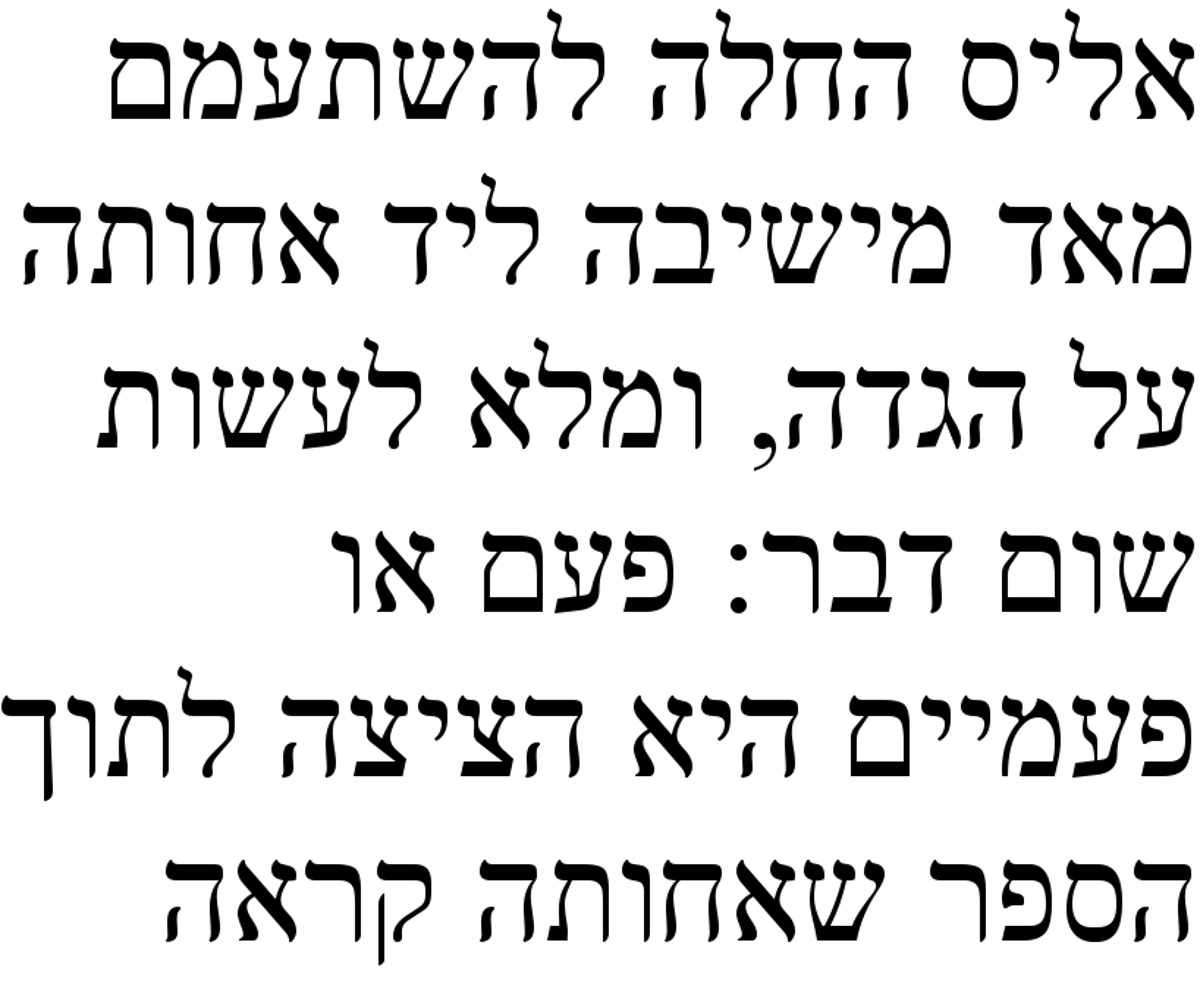 אליס החלה להשתעמם
מאד מישיבה ליד אחותה
על הגדה, ומלא לעשות
שום דבר: פעם או
פעמיים היא הציצה לתוך
הספר שאחותה קראה